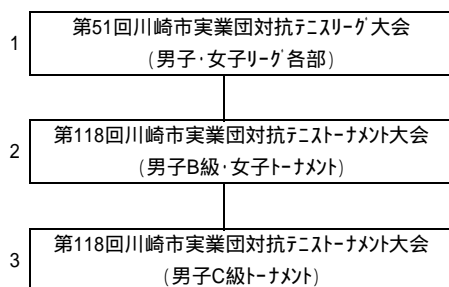 1
第51回川崎市実業団対抗テニスリーグ大会
(男子・女子リーグ各部)
2
第118回川崎市実業団対抗テニストーナメント大会
(男子B級・女子トーナメント)
3
第118回川崎市実業団対抗テニストーナメント大会
(男子C級トーナメント)